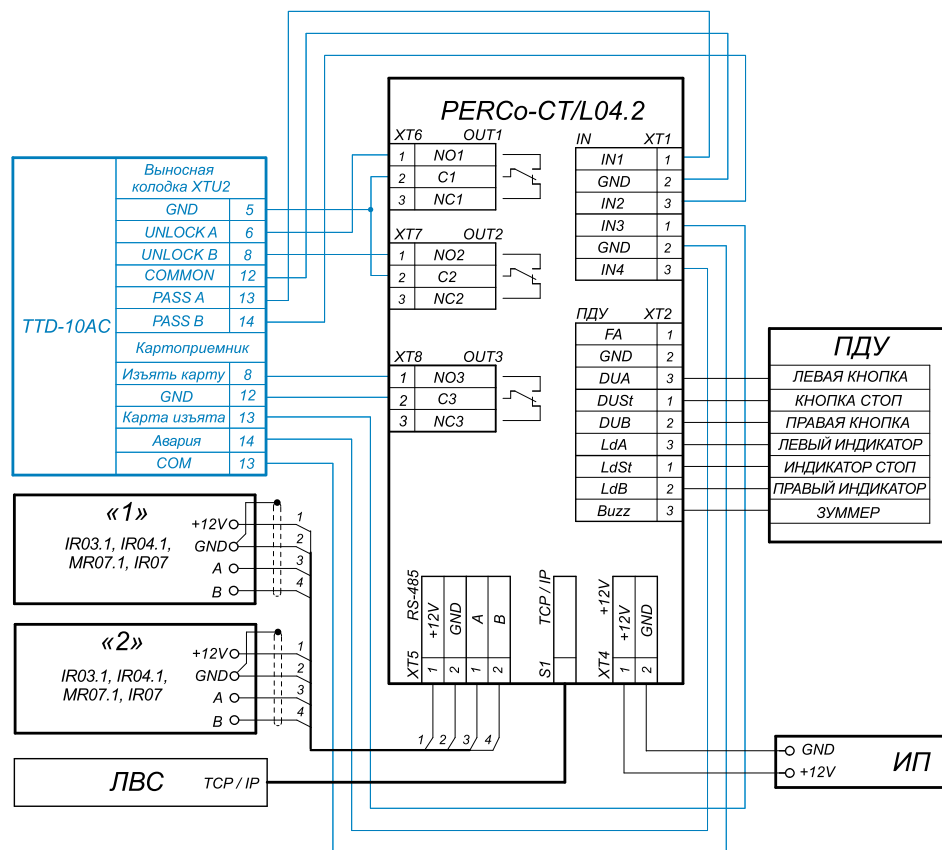 PERCo-CT/L04.2
XT6 OUT1
1 NO1
2 C1
3 NC1
XT7 OUT2
1 NO2
2 C2
3 NC2
XT8 OUT3
1 NO3
2 C3
3 NC3
IN XT1
IN1 1
GND 2
IN2 3
IN3 1
GND 2
IN4 3
ПДУ XT2
FA 1
GND 2
DUA 3
DUSt 1
DUB 2
LdA 3
LdSt 1
LdB 2
Buzz 3
TTD-10AC
Выносная
колодка XTU2
GND 5
UNLOCK A 6
UNLOCK B 8
COMMON 12
PASS A 13
PASS B 14
Картоприемник
Изъять карту 8
GND 12
Карта изъята 13
Авария 14
COM 13
ПДУ
ЛЕВАЯ КНОПКА
КНОПКА СТОП
ПРАВАЯ КНОПКА
ЛЕВЫЙ ИНДИКАТОР
ИНДИКАТОР СТОП
ПРАВЫЙ ИНДИКАТОР
ЗУММЕР
«1»
IR03.1, IR04.1,
MR07.1, IR07
+12V 1
GND 2
A 3
B 4
«2»
IR03.1, IR04.1,
MR07.1, IR07
+12V 1
GND 2
A 3
B 4
XT5 RS-485
1 +12V
2 GND
1 A
2 B
1 2 3 4
S1 TCP / IP
XT4 +12V
1 +12V
2 GND
ЛВС TCP / IP
ИП
GND
+12V